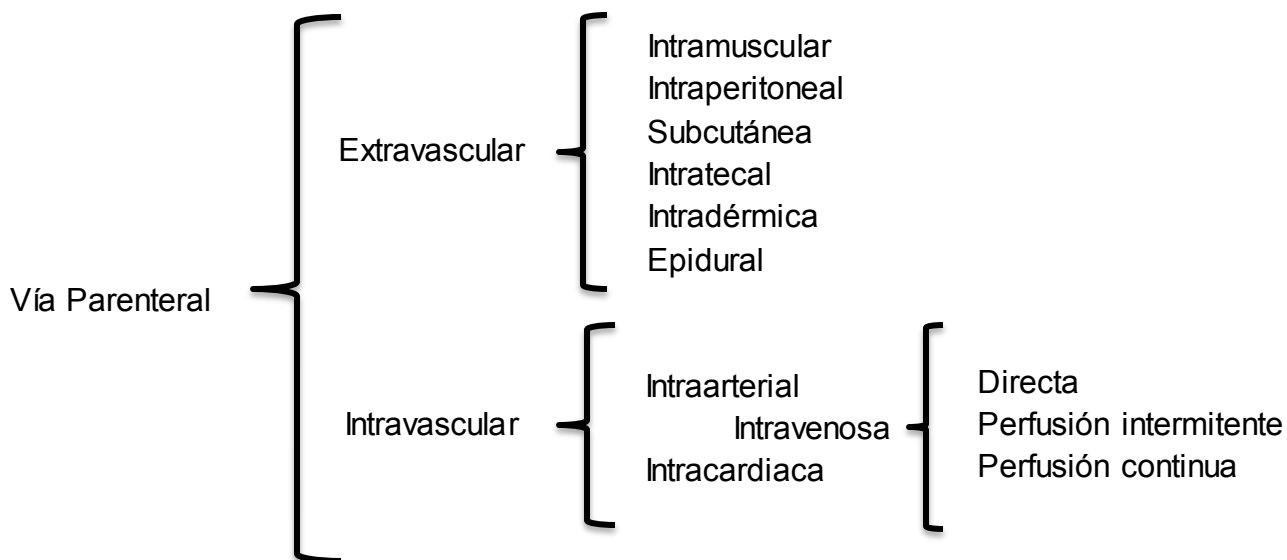 Vía Parenteral
Extravascular
Intramuscular
Intraperitoneal
Subcutánea
Intratecal
Intradérmica
Epidural
Intravascular
Intraarterial
Intravenosa
Intracardiaca
Directa
Perfusión intermitente
Perfusión continua